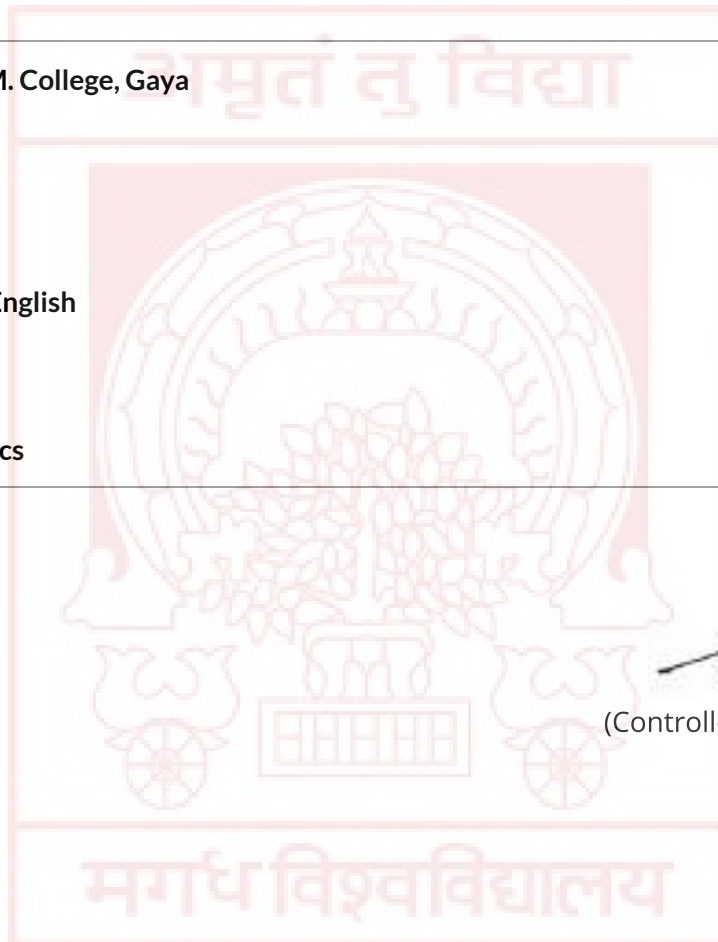 अमृतं तु विद्या
M. College, Gaya
English
cs
(Controll
मगध विश्वविद्यालय